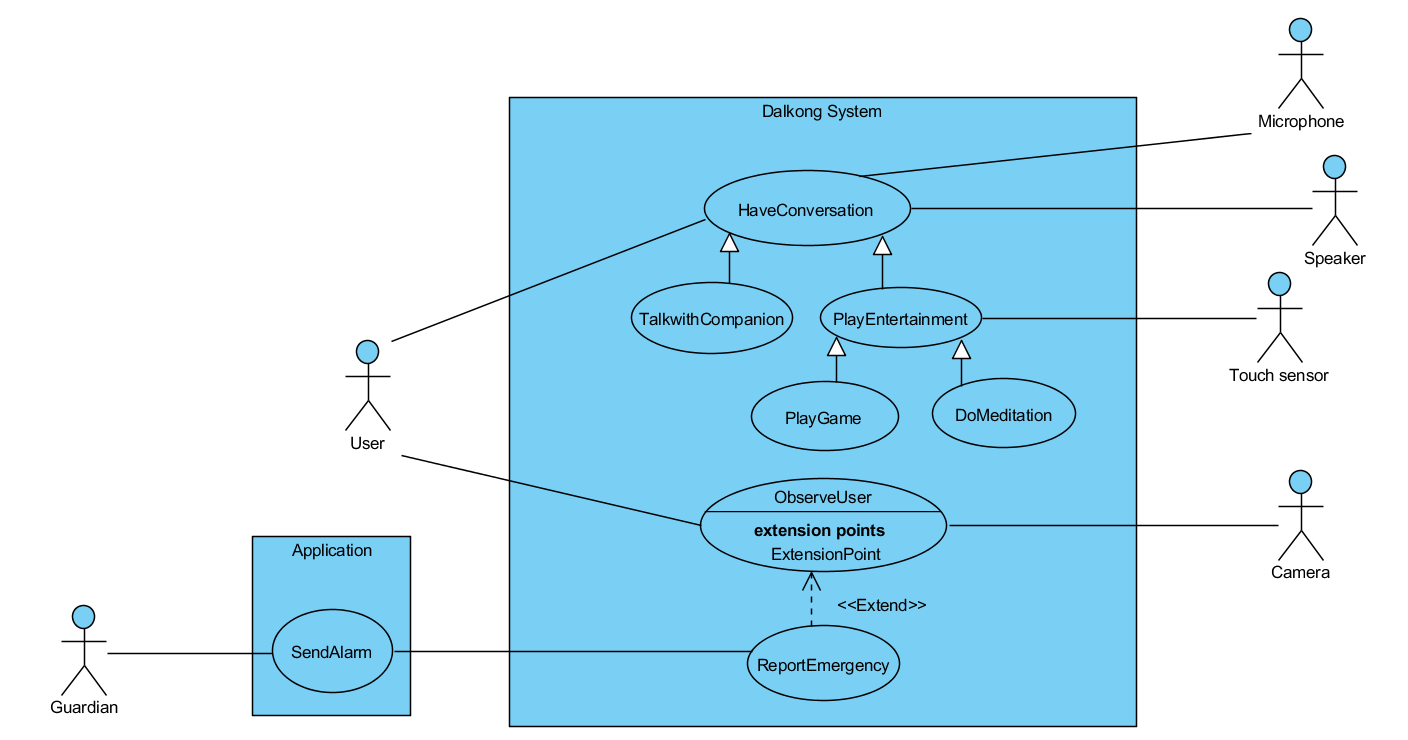 Microphone
Dalkong System
HaveConversation
Speaker
TalkwithCompanion
PlayEntertainment
Touch sensor
PlayGame
DoMeditation
User
ObserveUser
extension points
ExtensionPoint
Camera
Application
<<Extend>>
SendAlarm
ReportEmergency
Guardian